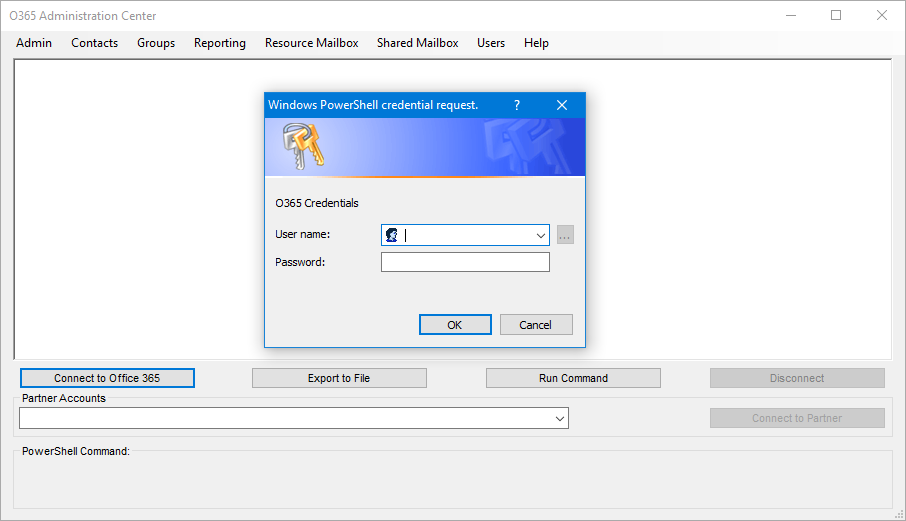 O365 Administration Center
Admin Contacts Groups Reporting Resource Mailbox Shared Mailbox Users Help
Windows PowerShell credential request. ?
O365 Credentials
User name:
...
Password:
OK Cancel
Connect to Office 365 Export to File Run Command Disconnect
Partner Accounts
Connect to Partner
PowerShell Command: